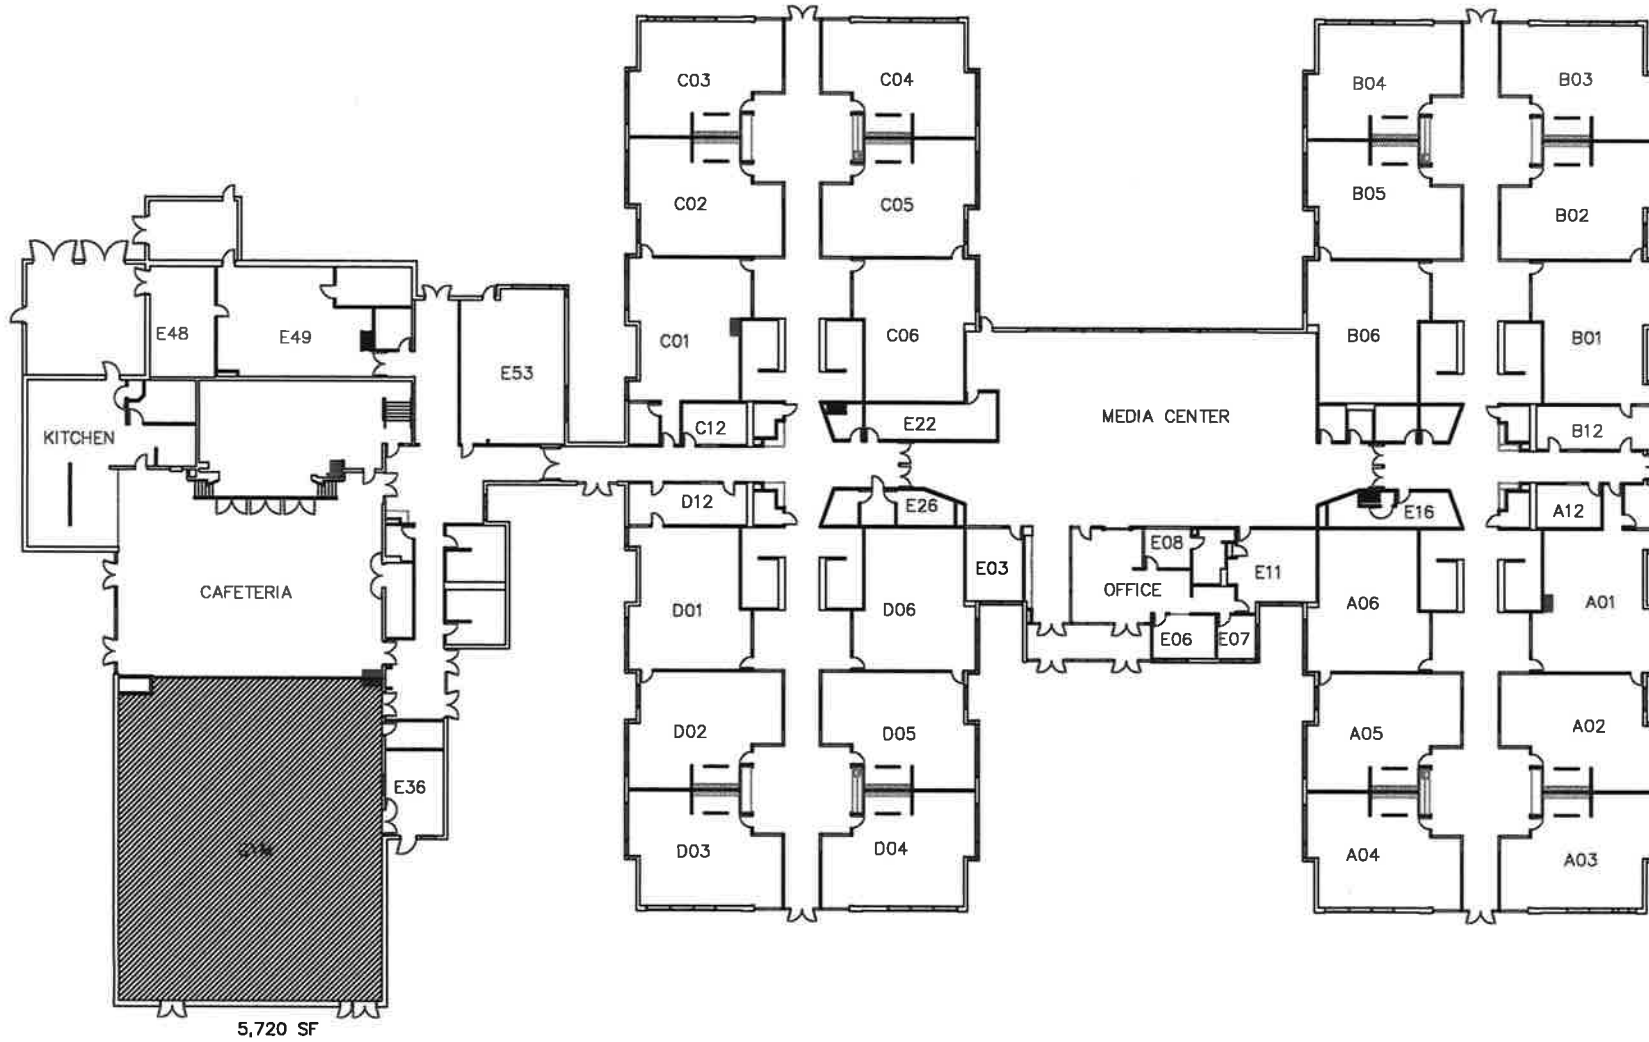 C03
C04
B04
B03
C02
C05
B05
B02
E48
E49
C01
C06
B06
B01
E53
MEDIA CENTER
KITCHEN
C12
E22
B12
D12
E26
E16
A12
E08
E03
E11
CAFETERIA
OFFICE
D01
D06
A06
A01
E06
E07
D02
D05
A05
A02
E36
GYM
D03
D04
A04
A03
5,720 SF